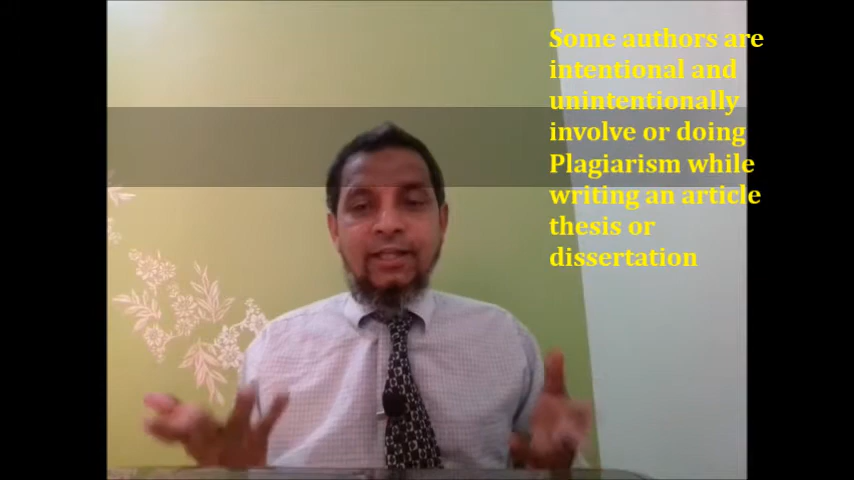 Some authors are
intentional and
unintentionally
involve or doing
Plagiarism while
writing an article
thesis or
dissertation